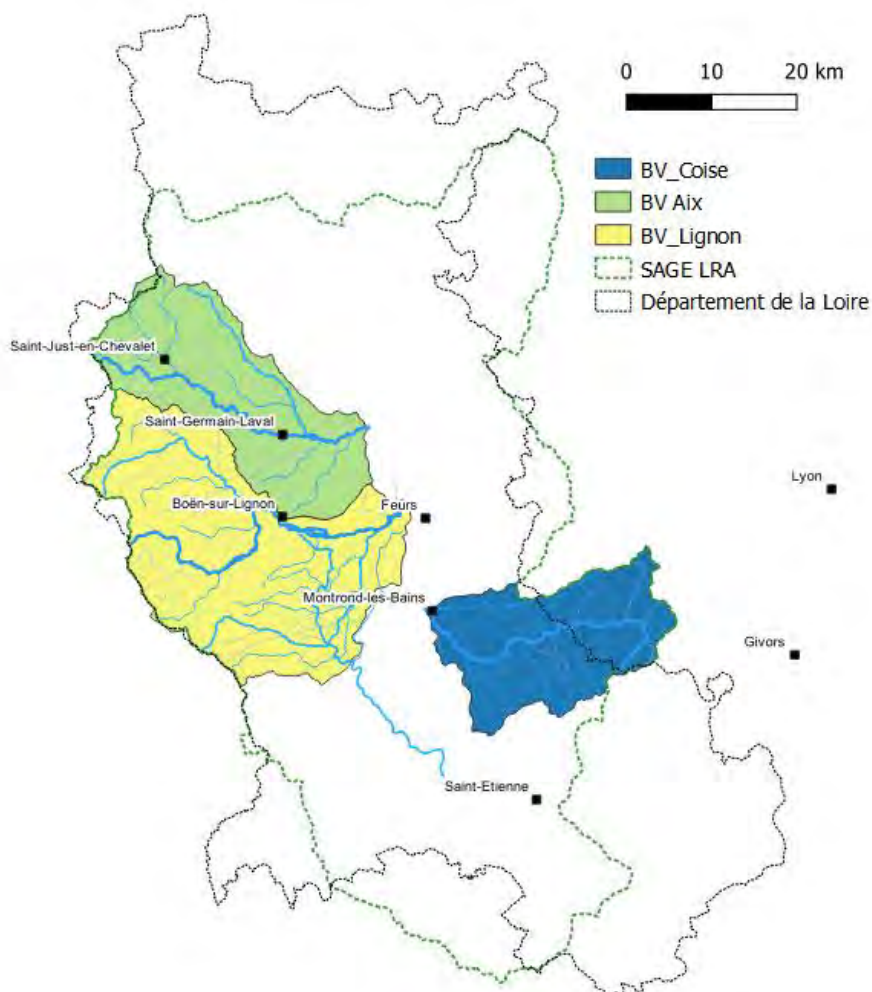 0 10 20 km
BV_Coise
BV Aix
BV_Lignon
SAGE LRA
Département de la Loire
Saint-Just-en-Chevalet
Saint-Germain-Laval
Lyon
Boën-sur-Lignon
Feurs
Montrond-les-Bains
Givors
Saint-Etienne